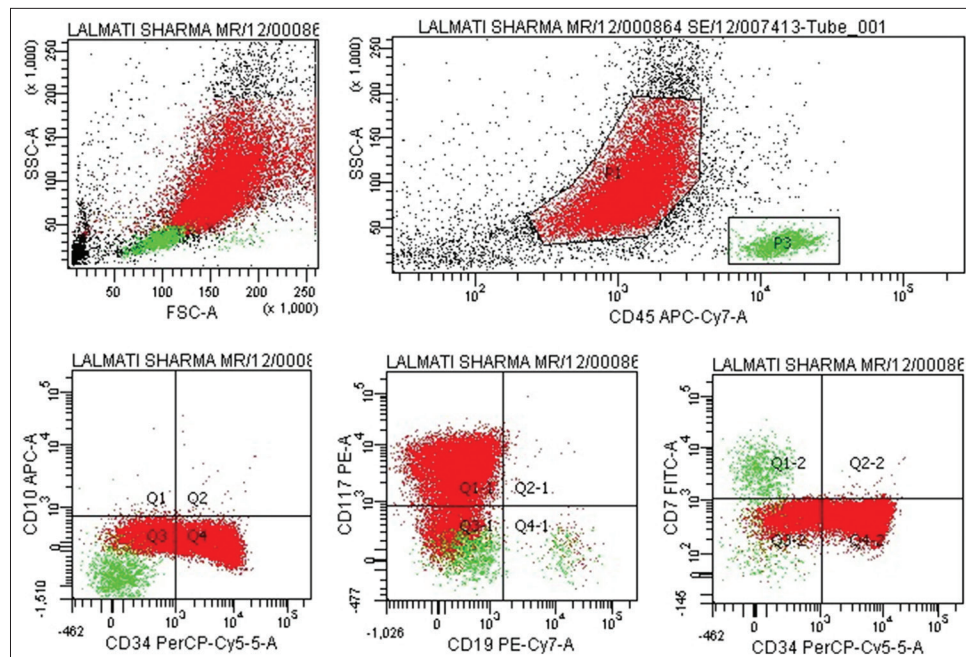 LALMATI SHARMA MR/12/00086
(x 1,000)
SSC-A
250
200
150
100
50
50 100 150 200 250
FSC-A
(x 1,000)
LALMATI SHARMA MR/12/000864 SE/12/007413-Tube_001
(x 1,000)
SSC-A
250
200
150
100
50
P1
P3
10² 10³ 10⁴ 10⁵
CD45 APC-Cy7-A
LALMATI SHARMA MR/12/0008
CD10 APC-A
10⁵
10⁴
10³
0
-1,510
Q1 Q2
Q3 Q4
-462
0 10³ 10⁴ 10⁵
CD34 PerCP-Cy5-5-A
LALMATI SHARMA MR/12/00086
CD117 PE-A
10⁵
10⁴
10³
0
-477
Q1-1 Q2-1
Q3-1 Q4-1
-1,026
0 10³ 10⁴ 10⁵
CD19 PE-Cy7-A
LALMATI SHARMA MR/12/00086
CD7 FITC-A
10⁵
10⁴
10³
10²
0
-145
Q1-2 Q2-2
Q3-2 Q4-2
-462
0 10³ 10⁴ 10⁵
CD34 PerCP-Cy5-5-A